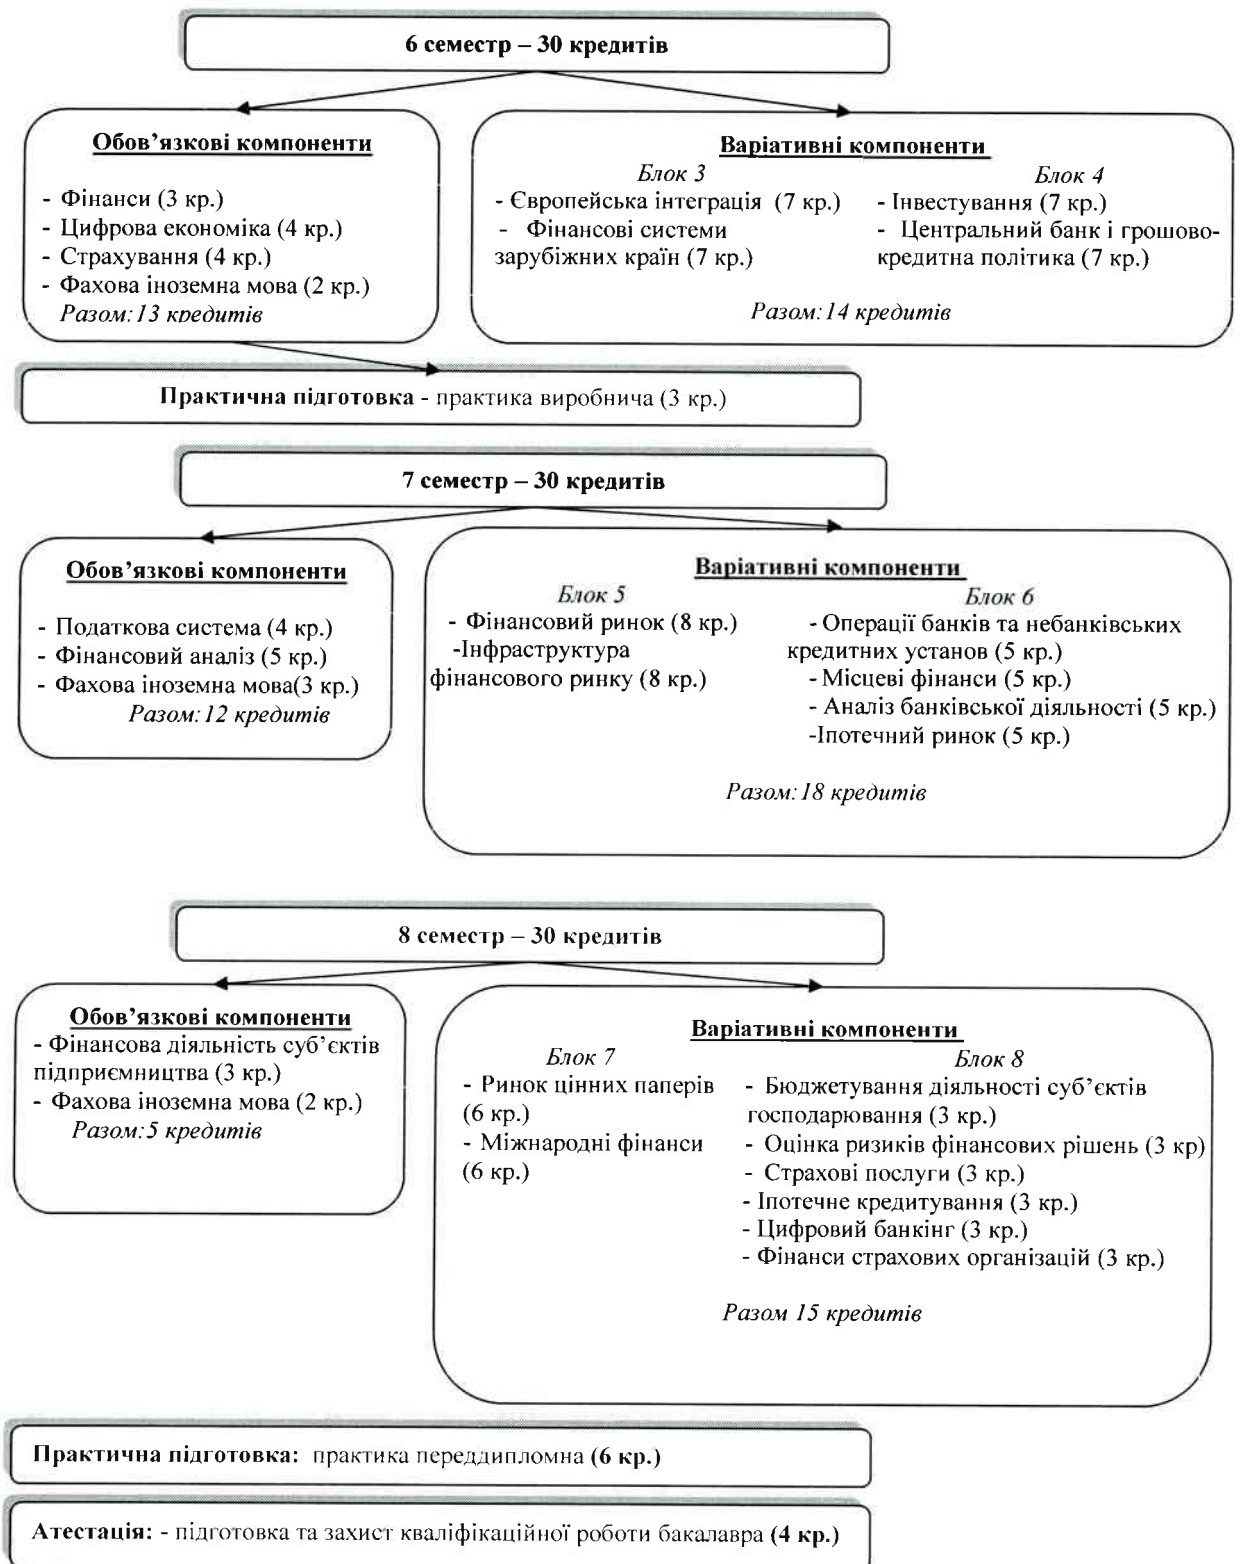 6 семестр – 30 кредитів
Обов’язкові компоненти
- Фінанси (3 кр.)
- Цифрова економіка (4 кр.)
- Страхування (4 кр.)
- Фахова іноземна мова (2 кр.)
Разом: 13 кредитів
Варіативні компоненти
Блок 3
- Європейська інтеграція (7 кр.)
- Фінансові системи
зарубіжних країн (7 кр.)
Блок 4
- Інвестування (7 кр.)
- Центральний банк і грошово-
кредитна політика (7 кр.)
Разом: 14 кредитів
Практична підготовка - практика виробнича (3 кр.)
7 семестр – 30 кредитів
Обов’язкові компоненти
- Податкова система (4 кр.)
- Фінансовий аналіз (5 кр.)
- Фахова іноземна мова(3 кр.)
Разом: 12 кредитів
Варіативні компоненти
Блок 5
- Фінансовий ринок (8 кр.)
-Інфраструктура
фінансового ринку (8 кр.)
Блок 6
- Операції банків та небанківських
кредитних установ (5 кр.)
- Місцеві фінанси (5 кр.)
- Аналіз банківської діяльності (5 кр.)
-Іпотечний ринок (5 кр.)
Разом: 18 кредитів
8 семестр – 30 кредитів
Обов’язкові компоненти
- Фінансова діяльність суб’єктів
підприємництва (3 кр.)
- Фахова іноземна мова (2 кр.)
Разом: 5 кредитів
Варіативні компоненти
Блок 7
- Ринок цінних паперів
(6 кр.)
- Міжнародні фінанси
(6 кр.)
Блок 8
- Бюджетування діяльності суб’єктів
господарювання (3 кр.)
- Оцінка ризиків фінансових рішень (3 кр)
- Страхові послуги (3 кр.)
- Іпотечне кредитування (3 кр.)
- Цифровий банкінг (3 кр.)
- Фінанси страхових організацій (3 кр.)
Разом 15 кредитів
Практична підготовка: практика переддипломна (6 кр.)
Атестація: - підготовка та захист кваліфікаційної роботи бакалавра (4 кр.)